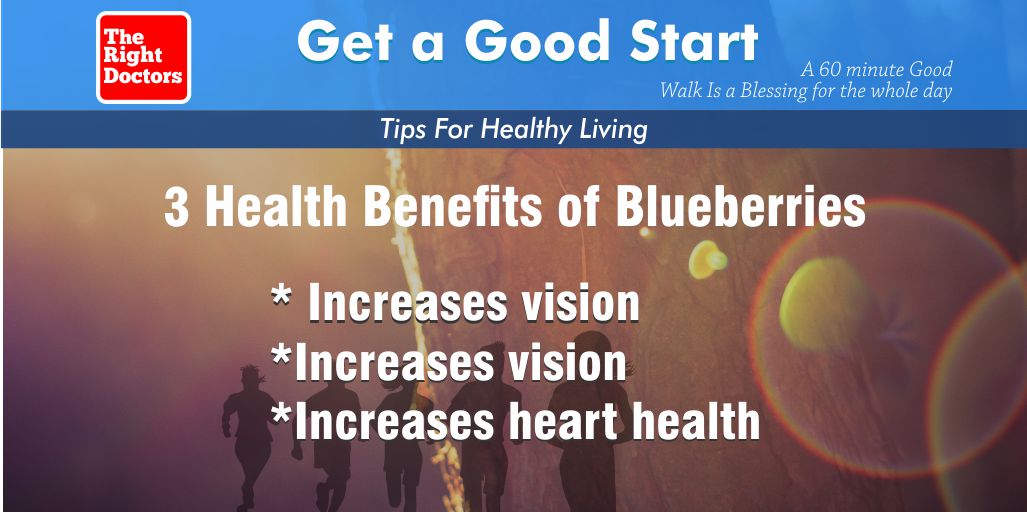 The
Right
Doctors
Get a Good Start
A 60 minute Good
Walk Is a Blessing for the whole day
Tips For Healthy Living
3 Health Benefits of Blueberries
* Increases vision
*Increases vision
*Increases heart health